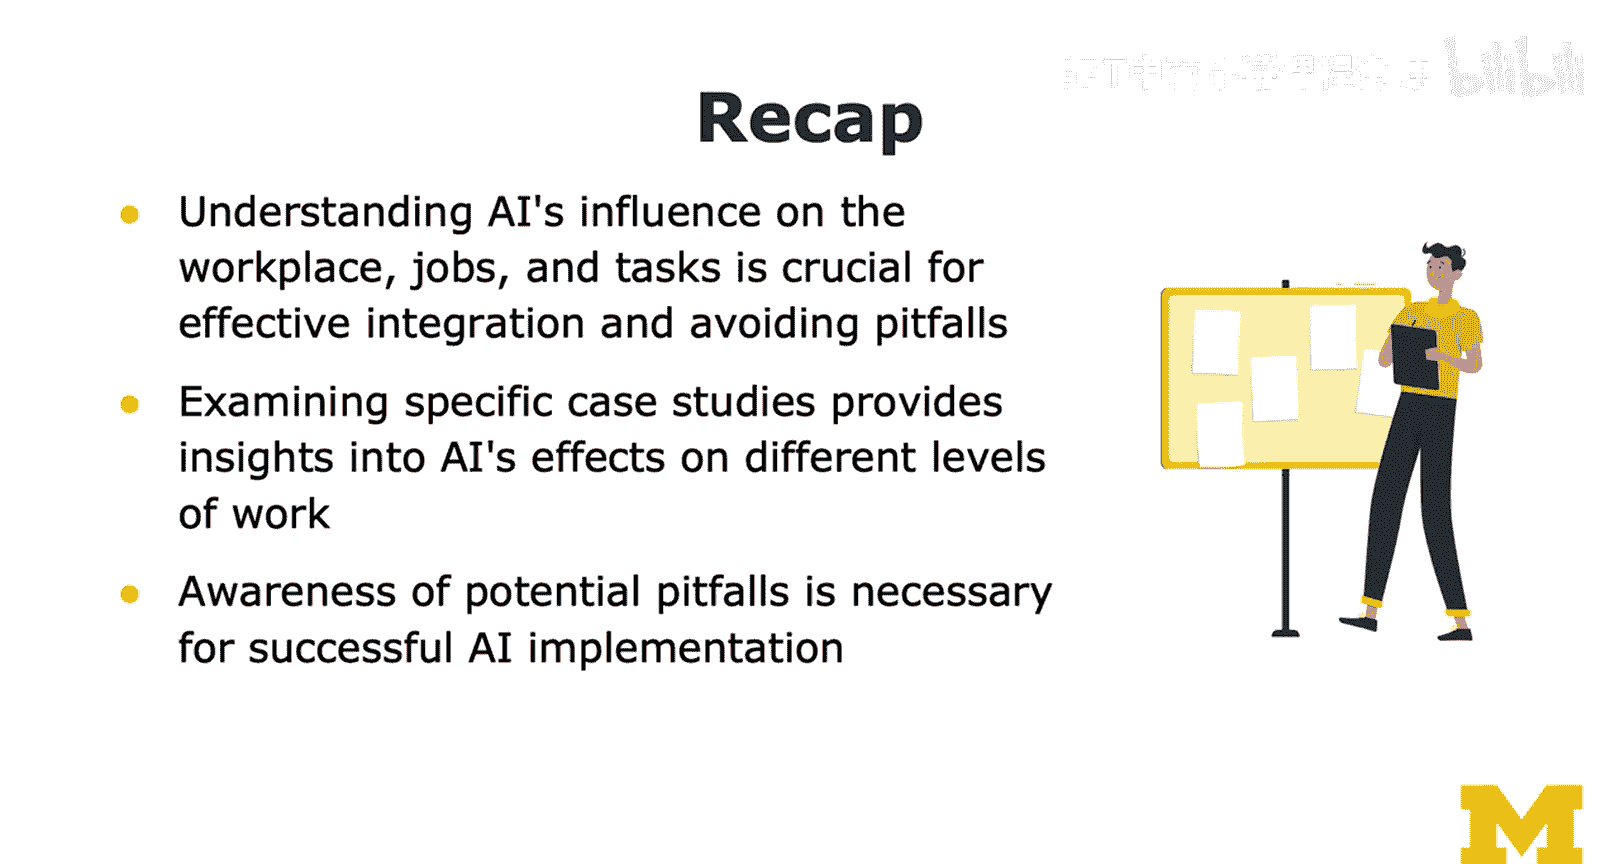 bilibili
Recap
Understanding AI's influence on the
workplace, jobs, and tasks is crucial for
effective integration and avoiding pitfalls
Examining specific case studies provides
insights into AI's effects on different levels
of work
Awareness of potential pitfalls is necessary
for successful AI implementation
M